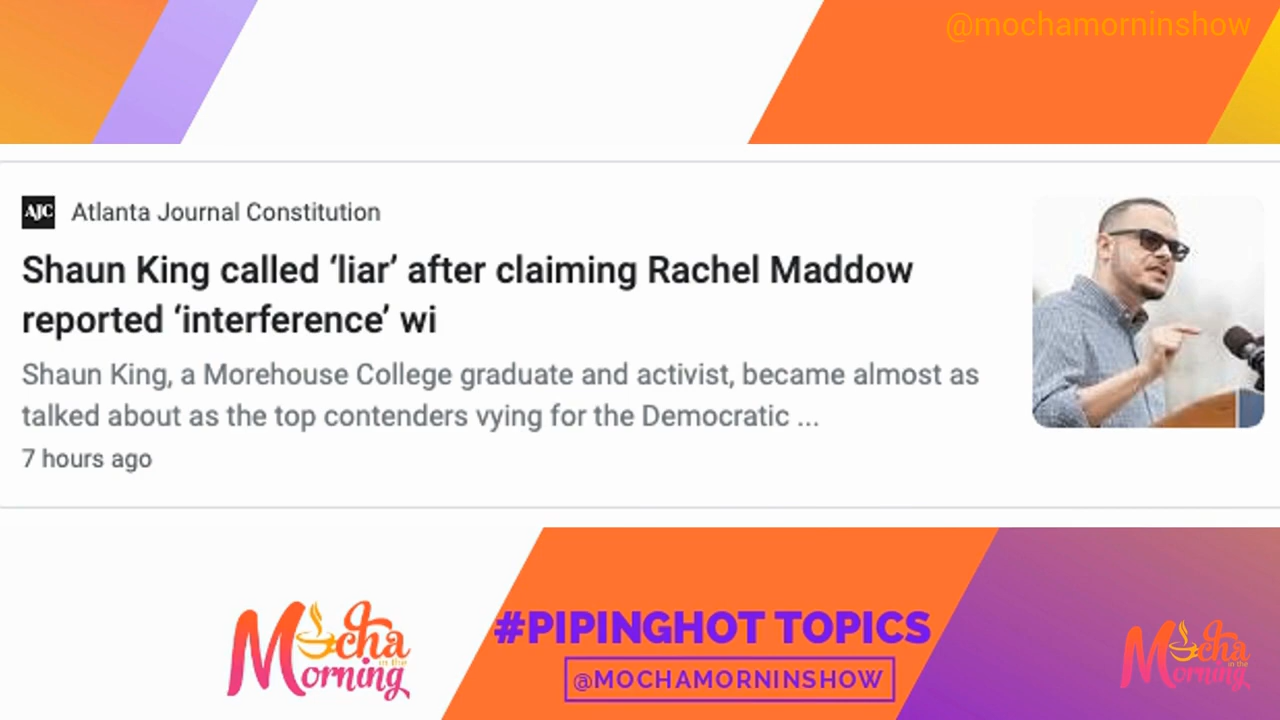 @mochamorninshow
AJC Atlanta Journal Constitution
Shaun King called ‘liar’ after claiming Rachel Maddow
reported ‘interference’ wi
Shaun King, a Morehouse College graduate and activist, became almost as
talked about as the top contenders vying for the Democratic ...
7 hours ago
Mocha
in the
Morning
#PIPINGHOT TOPICS
@MOCHAMORNINSHOW
Mocha
in the
Morning